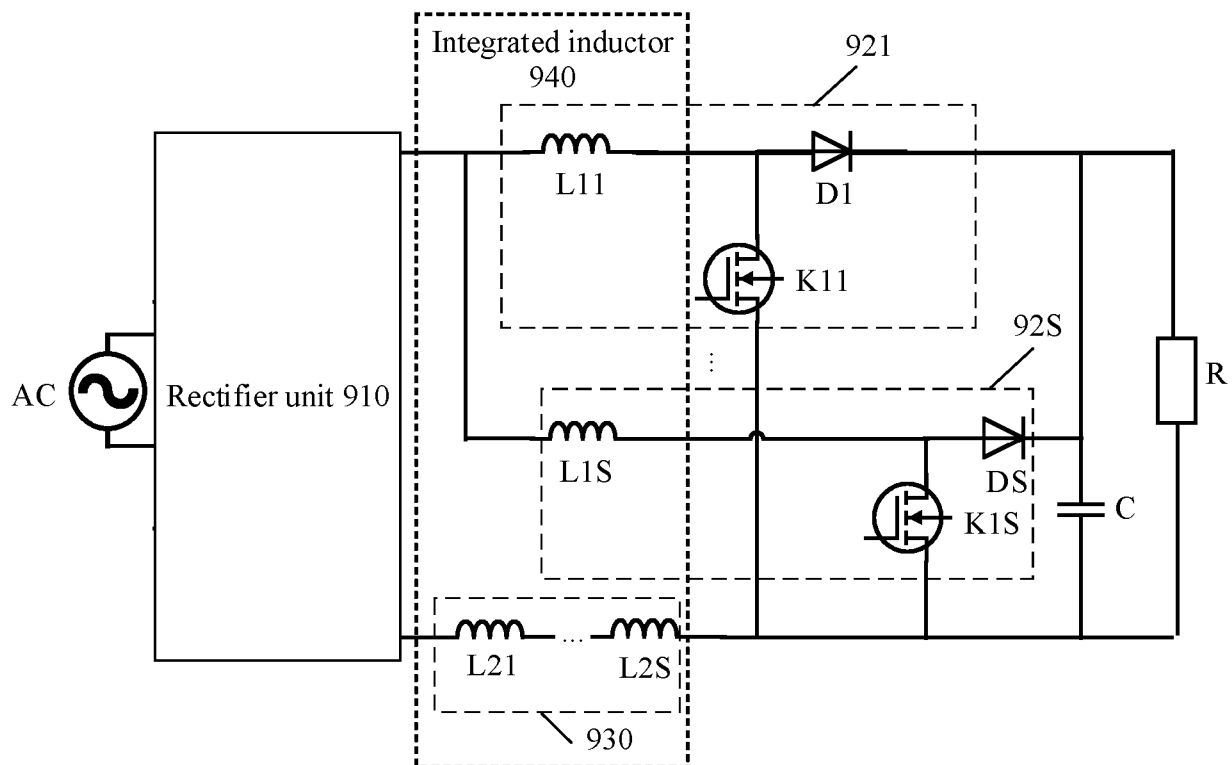 Integrated inductor
940
921
L11
D1
K11
⋮
92S
AC
Rectifier unit 910
R
L1S
DS
K1S
C
L21
...
L2S
930